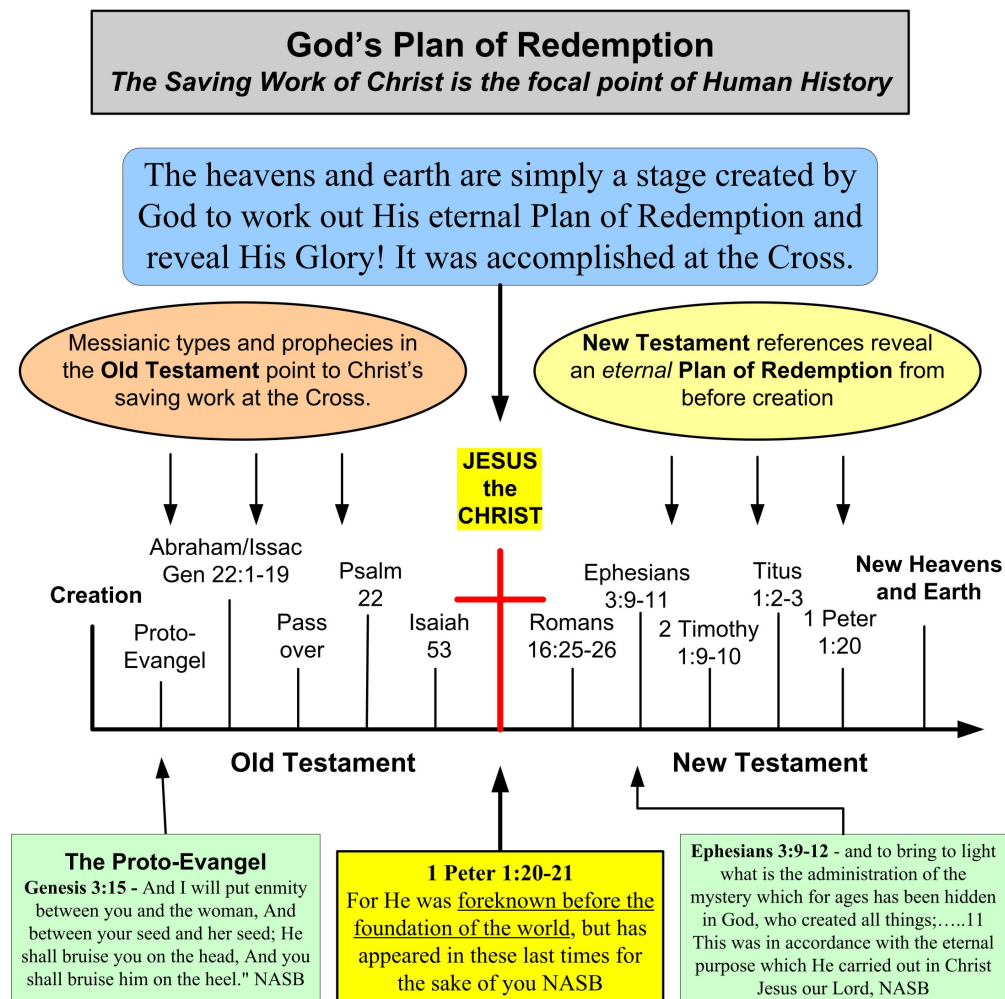 God's Plan of Redemption
The Saving Work of Christ is the focal point of Human History
The heavens and earth are simply a stage created by
God to work out His eternal Plan of Redemption and
reveal His Glory! It was accomplished at the Cross.
Messianic types and prophecies in
the Old Testament point to Christ's
saving work at the Cross.
New Testament references reveal
an eternal Plan of Redemption from
before creation
JESUS
the
CHRIST
Creation
Proto-
Evangel
Abraham/Issac
Gen 22:1-19
Pass
over
Psalm
22
Isaiah
53
Romans
16:25-26
Ephesians
3:9-11
2 Timothy
1:9-10
Titus
1:2-3
1 Peter
1:20
New Heavens
and Earth
Old Testament
New Testament
The Proto-Evangel
Genesis 3:15 - And I will put enmity
between you and the woman, And
between your seed and her seed; He
shall bruise you on the head, And you
shall bruise him on the heel." NASB
1 Peter 1:20-21
For He was foreknown before the
foundation of the world, but has
appeared in these last times for
the sake of you NASB
Ephesians 3:9-12 - and to bring to light
what is the administration of the
mystery which for ages has been hidden
in God, who created all things;…..11
This was in accordance with the eternal
purpose which He carried out in Christ
Jesus our Lord, NASB